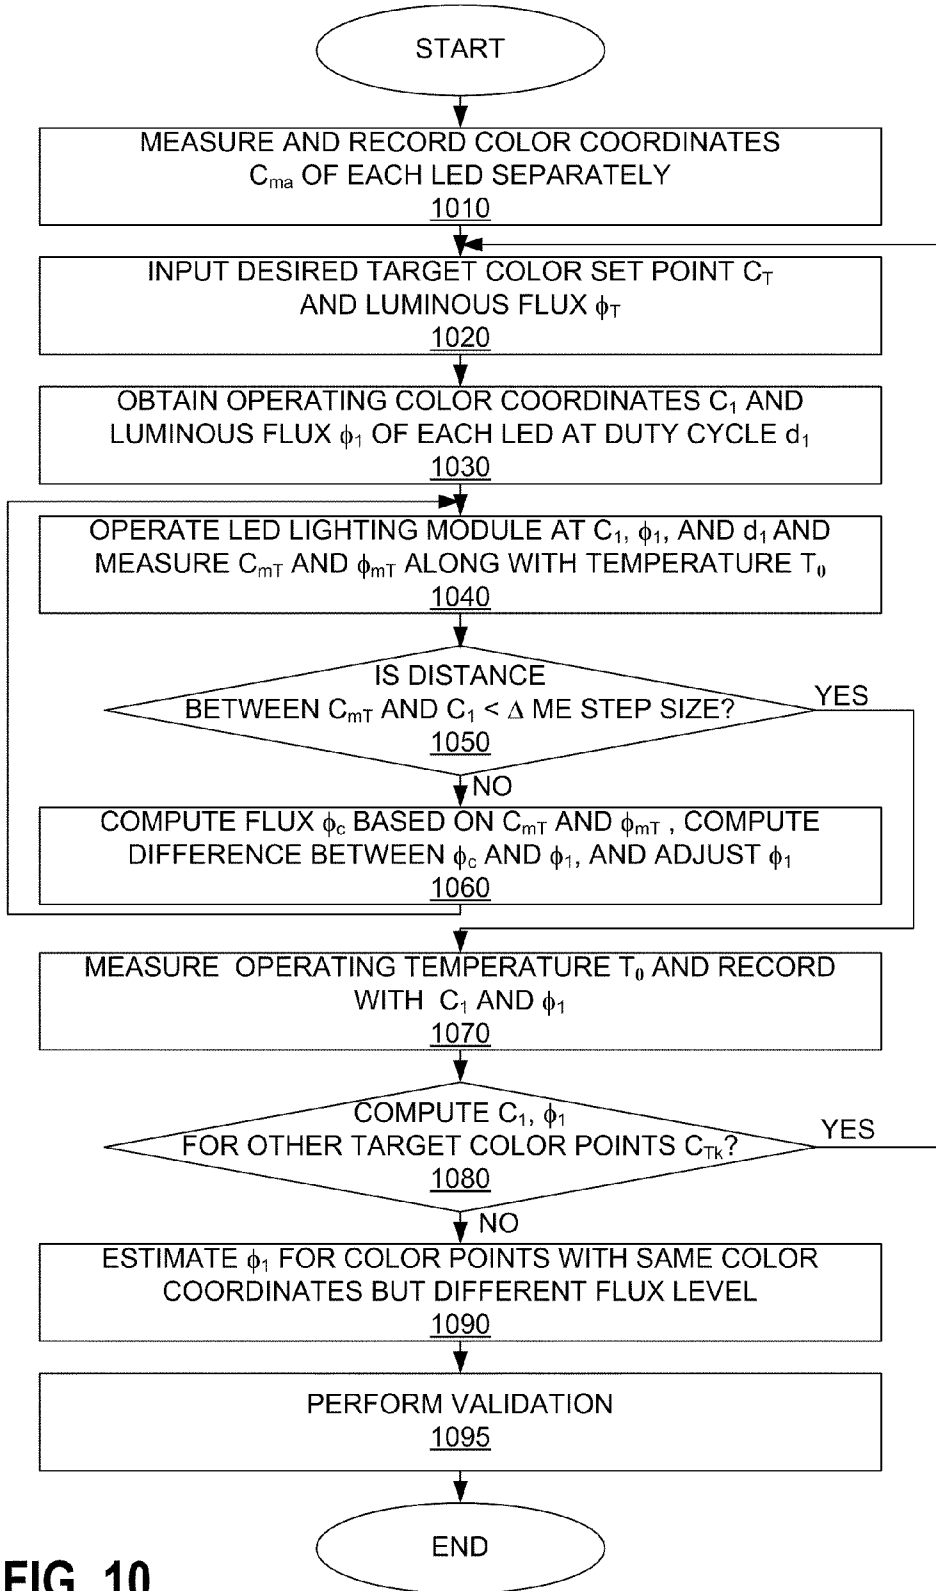 START
MEASURE AND RECORD COLOR COORDINATES
Cma OF EACH LED SEPARATELY
1010
INPUT DESIRED TARGET COLOR SET POINT CT
AND LUMINOUS FLUX ϕT
1020
OBTAIN OPERATING COLOR COORDINATES C1 AND
LUMINOUS FLUX ϕ1 OF EACH LED AT DUTY CYCLE d1
1030
OPERATE LED LIGHTING MODULE AT C1, ϕ1, AND d1 AND
MEASURE CmT AND ϕmT ALONG WITH TEMPERATURE T0
1040
IS DISTANCE
BETWEEN CmT AND C1 < Δ ME STEP SIZE?
1050
YES
NO
COMPUTE FLUX ϕc BASED ON CmT AND ϕmT , COMPUTE
DIFFERENCE BETWEEN ϕc AND ϕ1, AND ADJUST ϕ1
1060
MEASURE OPERATING TEMPERATURE T0 AND RECORD
WITH C1 AND ϕ1
1070
COMPUTE C1, ϕ1
FOR OTHER TARGET COLOR POINTS CTk?
1080
YES
NO
ESTIMATE ϕ1 FOR COLOR POINTS WITH SAME COLOR
COORDINATES BUT DIFFERENT FLUX LEVEL
1090
PERFORM VALIDATION
1095
END
FIG. 10